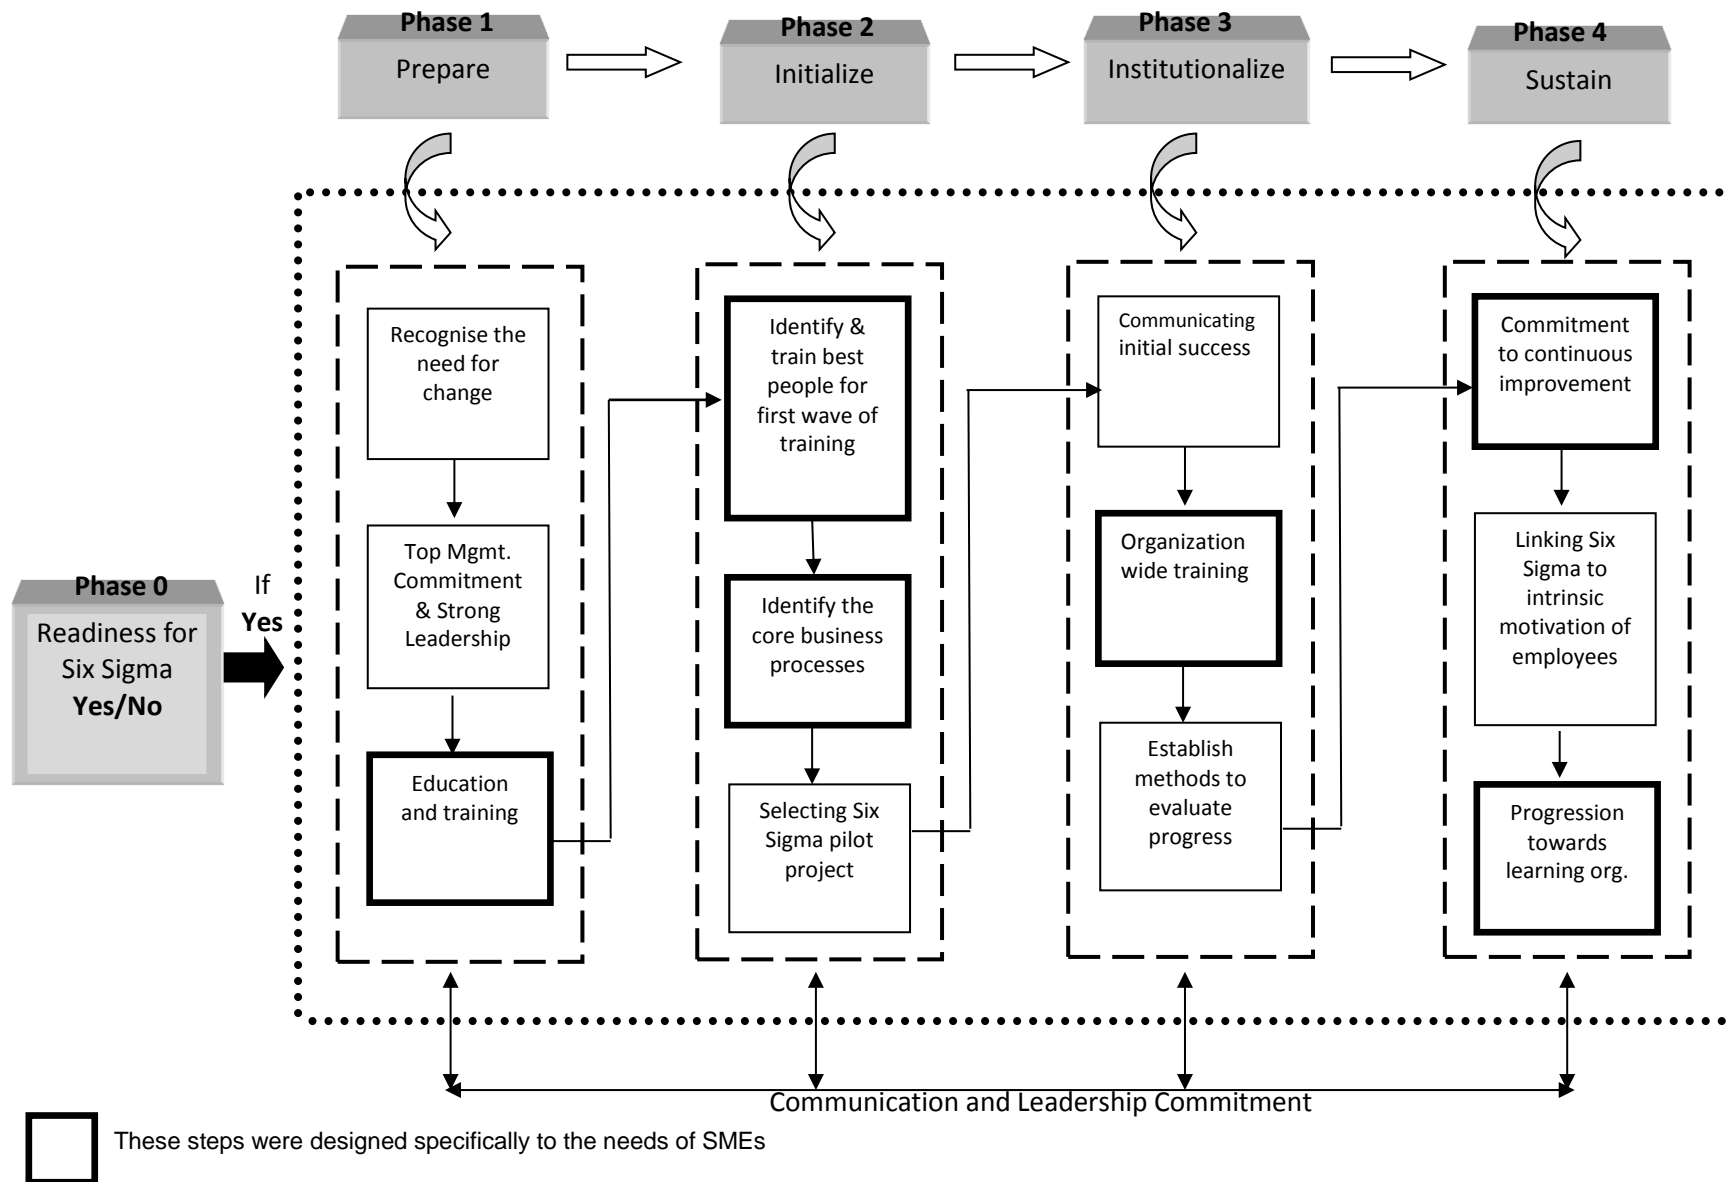 Phase 1
Prepare
Phase 2
Initialize
Phase 3
Institutionalize
Phase 4
Sustain
Phase 0
Readiness for
Six Sigma
Yes/No
If
Yes
Recognise the
need for
change
Top Mgmt.
Commitment
& Strong
Leadership
Education
and training
Identify &
train best
people for
first wave of
training
Identify the
core business
processes
Selecting Six
Sigma pilot
project
Communicating
initial success
Organization
wide training
Establish
methods to
evaluate
progress
Commitment
to continuous
improvement
Linking Six
Sigma to
intrinsic
motivation of
employees
Progression
towards
learning org.
Communication and Leadership Commitment
These steps were designed specifically to the needs of SMEs